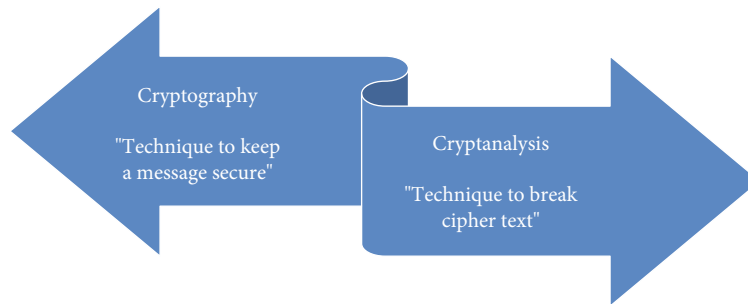 Cryptography
"Technique to keep
a message secure"
Cryptanalysis
"Technique to break
cipher text"